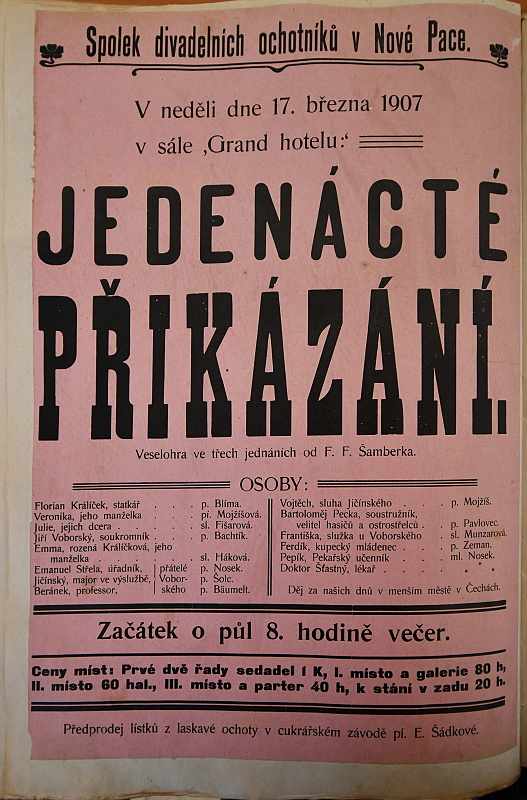 Spolek divadelních ochotníků v Nové Pace.
V neděli dne 17. března 1907
v sále ‚Grand hotelu:‘
JEDENÁCTÉ
PŘIKÁZÁNÍ.
Veselohra ve třech jednáních od F. F. Šamberka.
OSOBY:
Florian Králíček, statkář . . . p. Blíma.
Veronika, jeho manželka . . . pí. Mojžíšová.
Julie, jejich dcera . . . . sl. Fišarová.
Jiří Voborský, soukromník . . . p. Bachtík.
Emma, rozená Králíčková, jeho
manželka . . . . sl. Háková.
Emanuel Střela, úřadník, přátelé p. Nosek.
Jičínský, major ve výslužbě, Vobor- p. Šolc.
Beránek, professor, ského p. Bäumelt.
Vojtěch, sluha Jičínského . . . p. Mojžíš.
Bartoloměj Pecka, soustružník,
velitel hasičů a ostrostřelců . . p. Pavlovec.
Františka, služka u Voborského . sl. Munzarová.
Ferdík, kupecký mládenec . . p. Zeman.
Pepík, Pekařský učenník . . . ml. Nosek.
Doktor Šťastný, lékař . . . . * * *
Děj za našich dnů v menším městě v Čechách.
Začátek o půl 8. hodině večer.
Ceny míst: Prvé dvě řady sedadel 1 K, I. místo a galerie 80 h,
II. místo 60 hal., III. místo a parter 40 h, k stání v zadu 20 h.
Předprodej lístků z laskavé ochoty v cukrářském závodě pí. E. Šádkové.